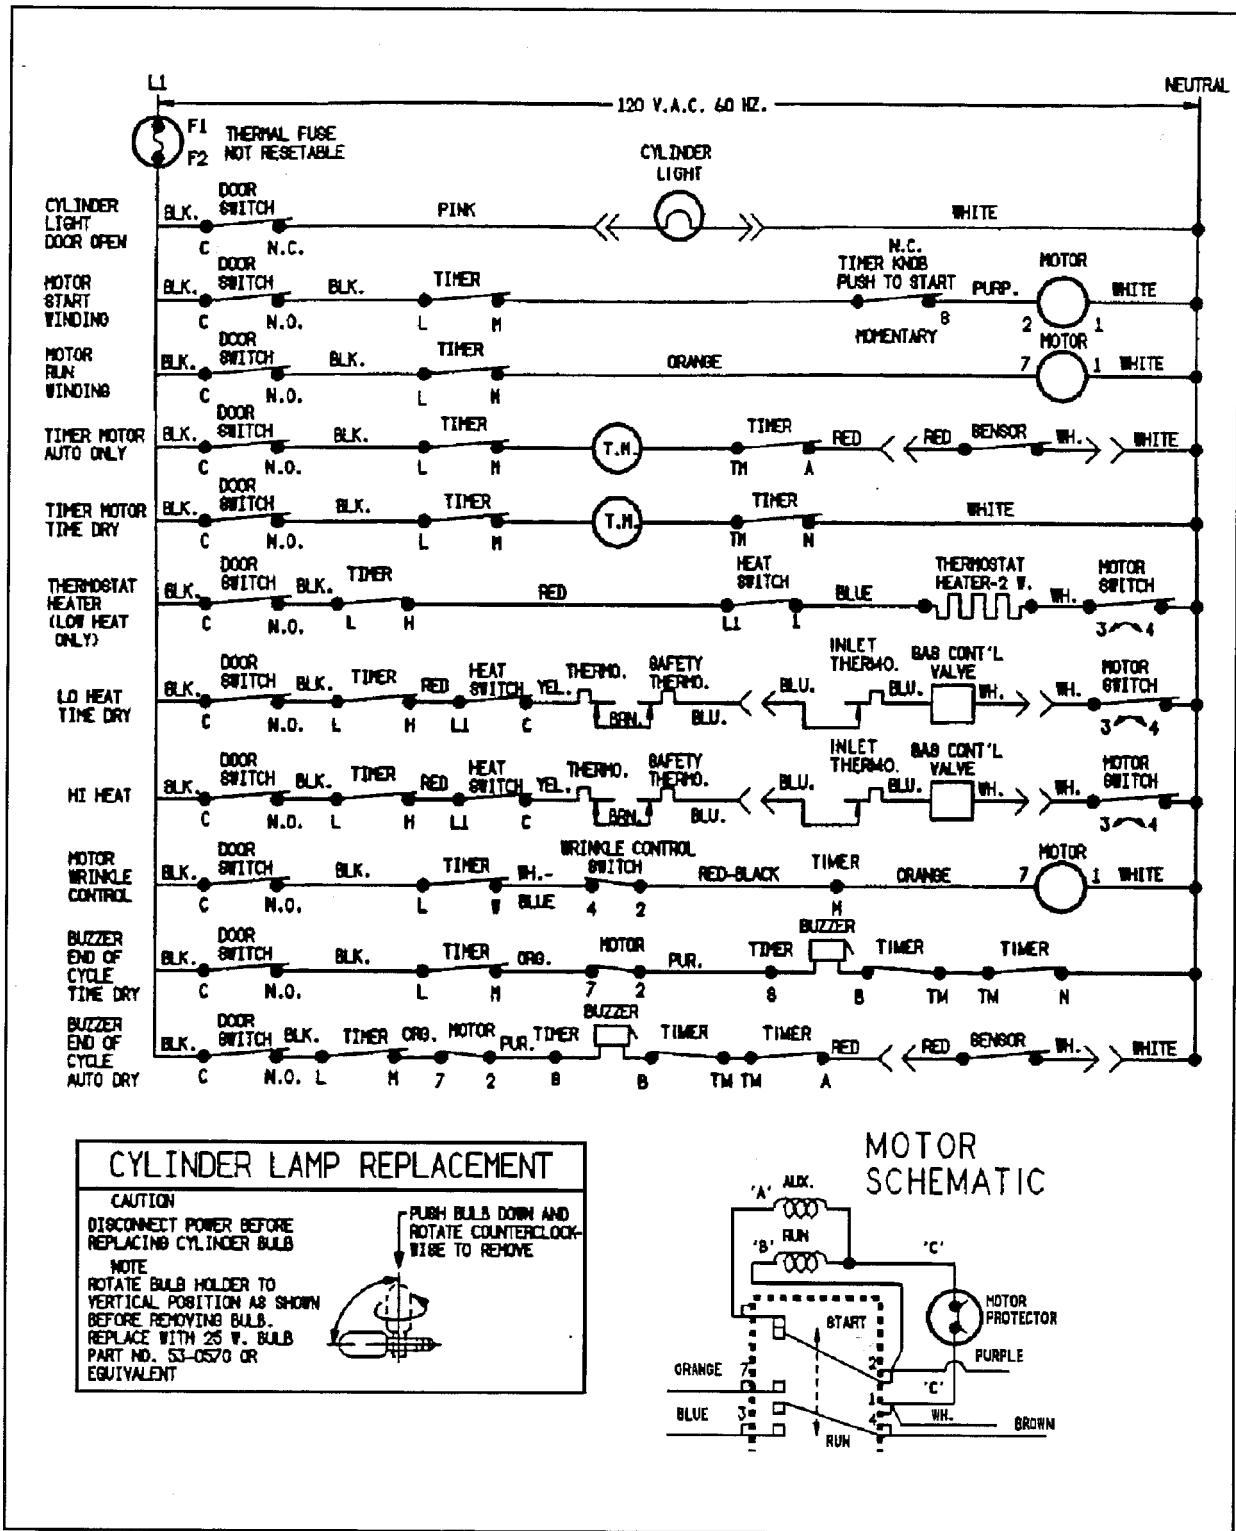 L1
NEUTRAL
120 V.A.C. 60 HZ.
F1
F2
THERMAL FUSE
NOT RESETABLE
CYLINDER
LIGHT
CYLINDER
LIGHT
DOOR OPEN
BLK.
DOOR
SWITCH
C
N.C.
PINK
WHITE
MOTOR
START
WINDING
BLK.
DOOR
SWITCH
C
N.O.
BLK.
TIMER
L
M
N.C.
TIMER KNOB
PUSH TO START
MOMENTARY
8
PURP.
MOTOR
2
1
WHITE
MOTOR
RUN
WINDING
BLK.
DOOR
SWITCH
C
N.O.
BLK.
TIMER
L
M
ORANGE
MOTOR
7
1
WHITE
TIMER MOTOR
AUTO ONLY
BLK.
DOOR
SWITCH
C
N.O.
BLK.
TIMER
L
M
T.M.
TIMER
TM
A
RED
RED
SENSOR
WH.
WHITE
TIMER MOTOR
TIME DRY
BLK.
DOOR
SWITCH
C
N.O.
BLK.
TIMER
L
M
T.M.
TIMER
TM
N
WHITE
THERMOSTAT
HEATER
(LOW HEAT
ONLY)
BLK.
DOOR
SWITCH
C
N.O.
BLK.
TIMER
L
H
RED
HEAT
SWITCH
L1
1
BLUE
THERMOSTAT
HEATER-2 W.
WH.
MOTOR
SWITCH
3 4
LO HEAT
TIME DRY
BLK.
DOOR
SWITCH
C
N.O.
BLK.
TIMER
L
H
RED
HEAT
SWITCH
L1
C
YEL.
THERMO.
BRN.
SAFETY
THERMO.
BLU.
BLU.
INLET
THERMO.
BLU.
GAS CONT'L
VALVE
WH.
WH.
MOTOR
SWITCH
3 4
HI HEAT
BLK.
DOOR
SWITCH
C
N.O.
BLK.
TIMER
L
H
RED
HEAT
SWITCH
L1
C
YEL.
THERMO.
BRN.
SAFETY
THERMO.
BLU.
BLU.
INLET
THERMO.
BLU.
GAS CONT'L
VALVE
WH.
WH.
MOTOR
SWITCH
3 4
MOTOR
WRINKLE
CONTROL
BLK.
DOOR
SWITCH
C
N.O.
BLK.
TIMER
L
W
WH.-
BLUE
WRINKLE CONTROL
SWITCH
4
2
RED-BLACK
TIMER
M
ORANGE
MOTOR
7
1
WHITE
BUZZER
END OF
CYCLE
TIME DRY
BLK.
DOOR
SWITCH
C
N.O.
BLK.
TIMER
L
M
ORG.
MOTOR
7
2
PUR.
TIMER
8
BUZZER
B
TIMER
TM
TM
TIMER
N
BUZZER
END OF
CYCLE
AUTO DRY
BLK.
DOOR
SWITCH
C
N.O.
BLK.
L
TIMER
M
ORG.
MOTOR
7
2
PUR.
TIMER
8
BUZZER
B
TIMER
TM
TM
TIMER
A
RED
RED
SENSOR
WH.
WHITE
CYLINDER LAMP REPLACEMENT
CAUTION
DISCONNECT POWER BEFORE
REPLACING CYLINDER BULB
NOTE
ROTATE BULB HOLDER TO
VERTICAL POSITION AS SHOWN
BEFORE REMOVING BULB.
REPLACE WITH 25 W. BULB
PART NO. 53-0570 OR
EQUIVALENT
PUSH BULB DOWN AND
ROTATE COUNTERCLOCK-
WISE TO REMOVE
MOTOR
SCHEMATIC
'A'
AUX.
'B'
RUN
'C'
MOTOR
PROTECTOR
START
ORANGE
7
2
PURPLE
'C'
1
BLUE
3
4
WH.
BROWN
RUN